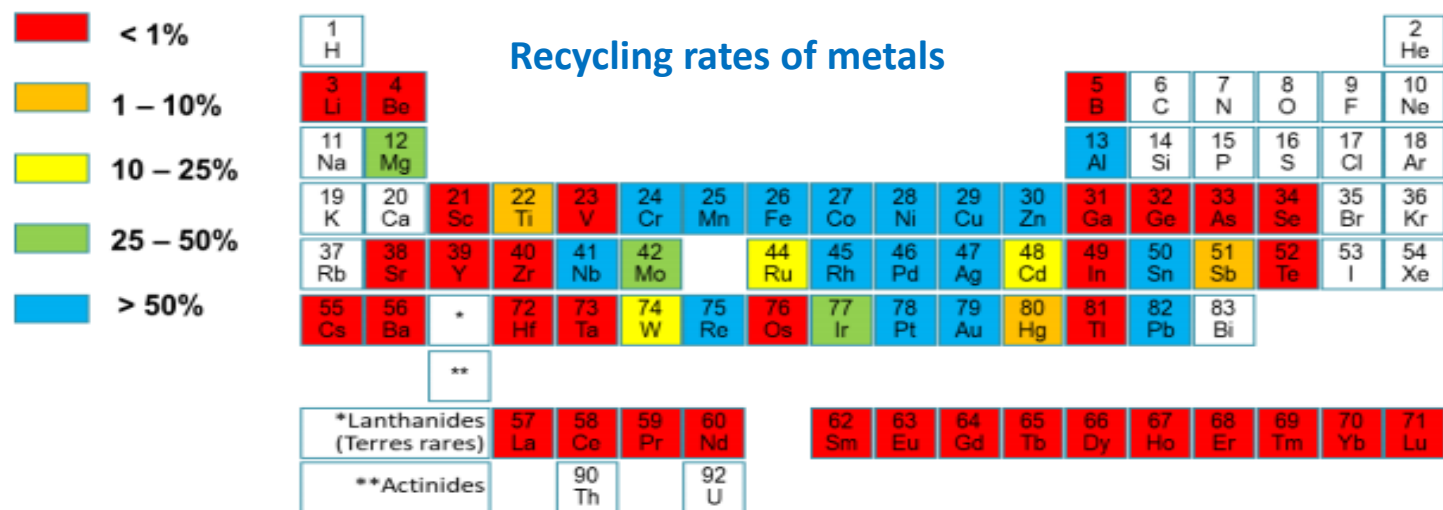 Recycling rates of metals
< 1%
1 – 10%
10 – 25%
25 – 50%
> 50%
1 2
H He
3 4 5 6 7 8 9 10
Li Be B C N O F Ne
11 12 13 14 15 16 17 18
Na Mg Al Si P S Cl Ar
19 20 21 22 23 24 25 26 27 28 29 30 31 32 33 34 35 36
K Ca Sc Ti V Cr Mn Fe Co Ni Cu Zn Ga Ge As Se Br Kr
37 38 39 40 41 42 44 45 46 47 48 49 50 51 52 53 54
Rb Sr Y Zr Nb Mo Ru Rh Pd Ag Cd In Sn Sb Te I Xe
55 56 * 72 73 74 75 76 77 78 79 80 81 82 83
Cs Ba Hf Ta W Re Os Ir Pt Au Hg Tl Pb Bi
**
*Lanthanides
(Terres rares)
57 58 59 60 62 63 64 65 66 67 68 69 70 71
La Ce Pr Nd Sm Eu Gd Tb Dy Ho Er Tm Yb Lu
**Actinides
90 92
Th U